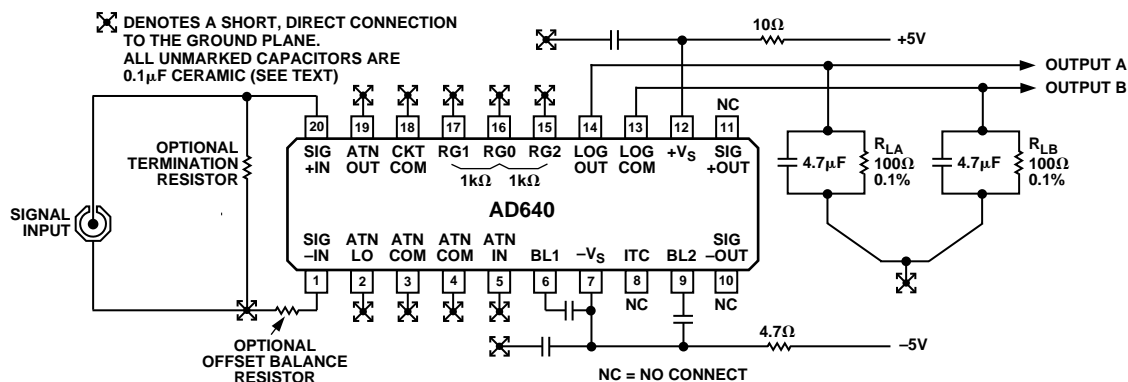 DENOTES A SHORT, DIRECT CONNECTION
TO THE GROUND PLANE.
ALL UNMARKED CAPACITORS ARE
0.1μF CERAMIC (SEE TEXT)
10Ω
+5V
OUTPUT A
OUTPUT B
NC
20 19 18 17 16 15 14 13 12 11
SIG +IN
ATN OUT
CKT COM
RG1
RG0
RG2
LOG OUT
LOG COM
+VS
SIG +OUT
1kΩ 1kΩ
OPTIONAL
TERMINATION
RESISTOR
4.7μF
RLA
100Ω
0.1%
4.7μF
RLB
100Ω
0.1%
SIGNAL
INPUT
AD640
SIG –IN
ATN LO
ATN COM
ATN COM
ATN IN
BL1
–VS
ITC
BL2
SIG –OUT
1 2 3 4 5 6 7 8 9 10
NC
NC
OPTIONAL
OFFSET BALANCE
RESISTOR
4.7Ω
–5V
NC = NO CONNECT